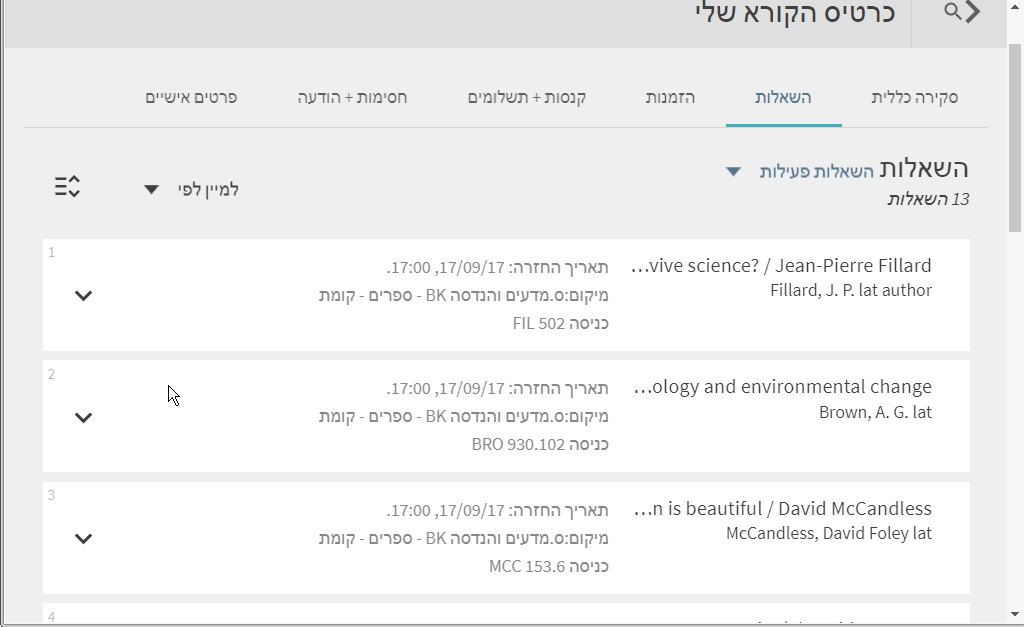 כרטיס הקורא שלי
סקירה כללית
השאלות
הזמנות
קנסות + תשלומים
חסימות + הודעה
פרטים אישיים
השאלות השאלות פעילות
13 השאלות
למיין לפי
1
…vive science? / Jean-Pierre Fillard
Fillard, J. P. lat author
תאריך החזרה: 17/09/17, 17:00.
מיקום:ס.מדעים והנדסה BK - ספרים - קומת
כניסה FIL 502
2
…ology and environmental change
Brown, A. G. lat
תאריך החזרה: 17/09/17, 17:00.
מיקום:ס.מדעים והנדסה BK - ספרים - קומת
כניסה BRO 930.102
3
…n is beautiful / David McCandless
McCandless, David Foley lat
תאריך החזרה: 17/09/17, 17:00.
מיקום:ס.מדעים והנדסה BK - ספרים - קומת
כניסה MCC 153.6
4